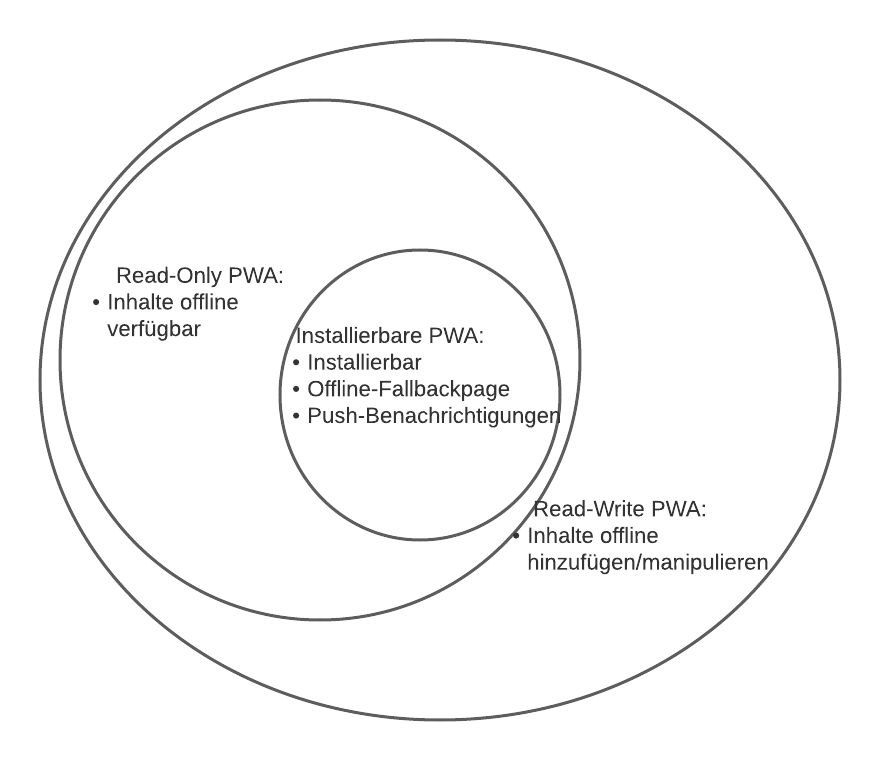 Read-Only PWA:
• Inhalte offline
verfügbar
Installierbare PWA:
• Installierbar
• Offline-Fallbackpage
• Push-Benachrichtigungen
Read-Write PWA:
• Inhalte offline
hinzufügen/manipulieren